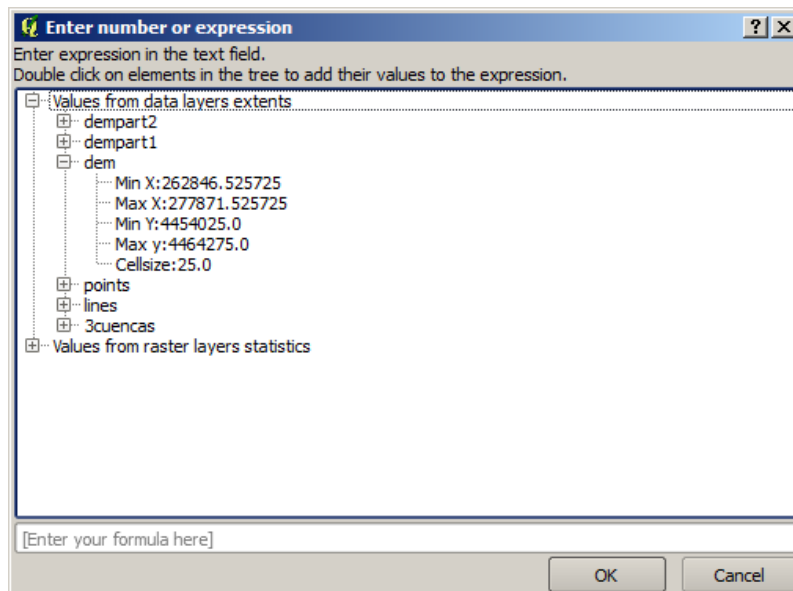 Enter number or expression
Enter expression in the text field.
Double click on elements in the tree to add their values to the expression.
Values from data layers extents
dempart2
dempart1
dem
Min X:262846.525725
Max X:277871.525725
Min Y:4454025.0
Max y:4464275.0
Cellsize:25.0
points
lines
3cuencas
Values from raster layers statistics
[Enter your formula here]
OK Cancel